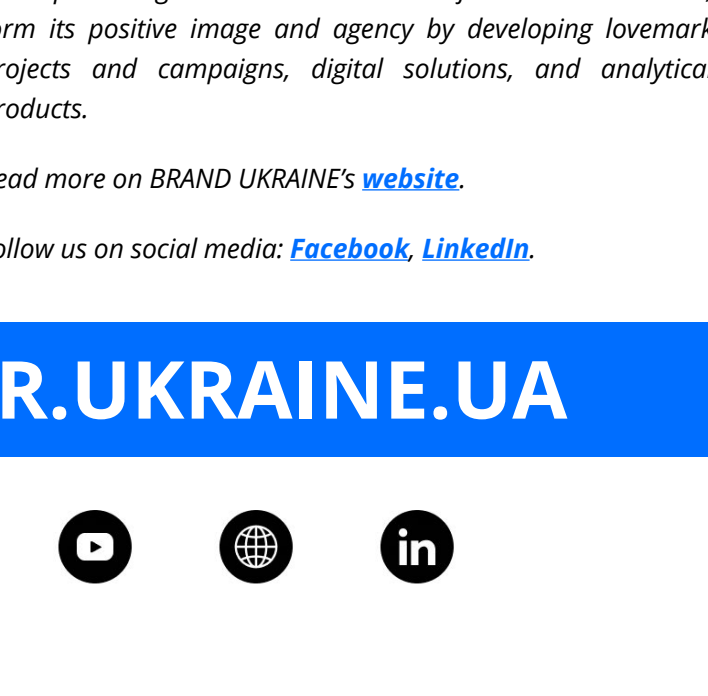 orm its positive image and agency by developing lovemark
rojects and campaigns, digital solutions, and analytical
roducts.
ead more on BRAND UKRAINE's website.
ollow us on social media: Facebook, LinkedIn.
R.UKRAINE.UA
in